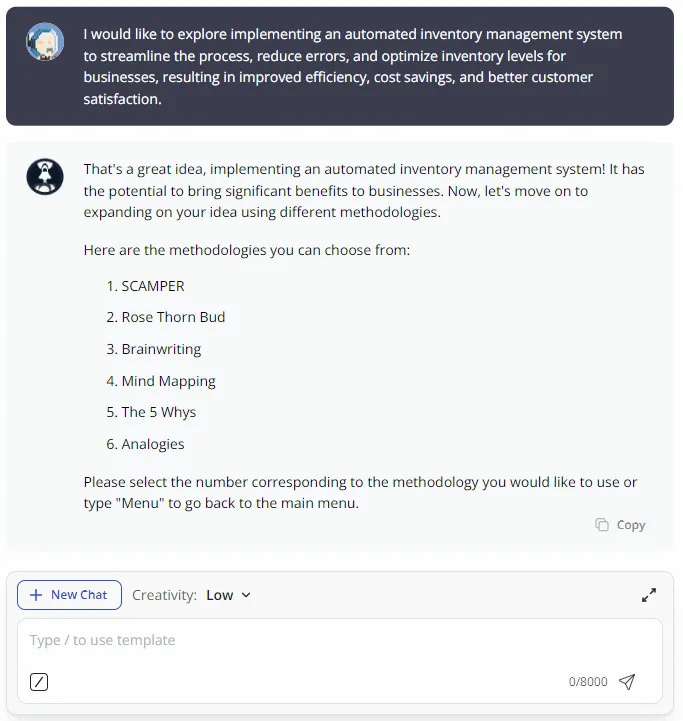 I would like to explore implementing an automated inventory management system
to streamline the process, reduce errors, and optimize inventory levels for
businesses, resulting in improved efficiency, cost savings, and better customer
satisfaction.
That's a great idea, implementing an automated inventory management system! It has
the potential to bring significant benefits to businesses. Now, let's move on to
expanding on your idea using different methodologies.
Here are the methodologies you can choose from:
1. SCAMPER
2. Rose Thorn Bud
3. Brainwriting
4. Mind Mapping
5. The 5 Whys
6. Analogies
Please select the number corresponding to the methodology you would like to use or
type "Menu" to go back to the main menu.
Copy
+ New Chat Creativity: Low
Type / to use template
0/8000